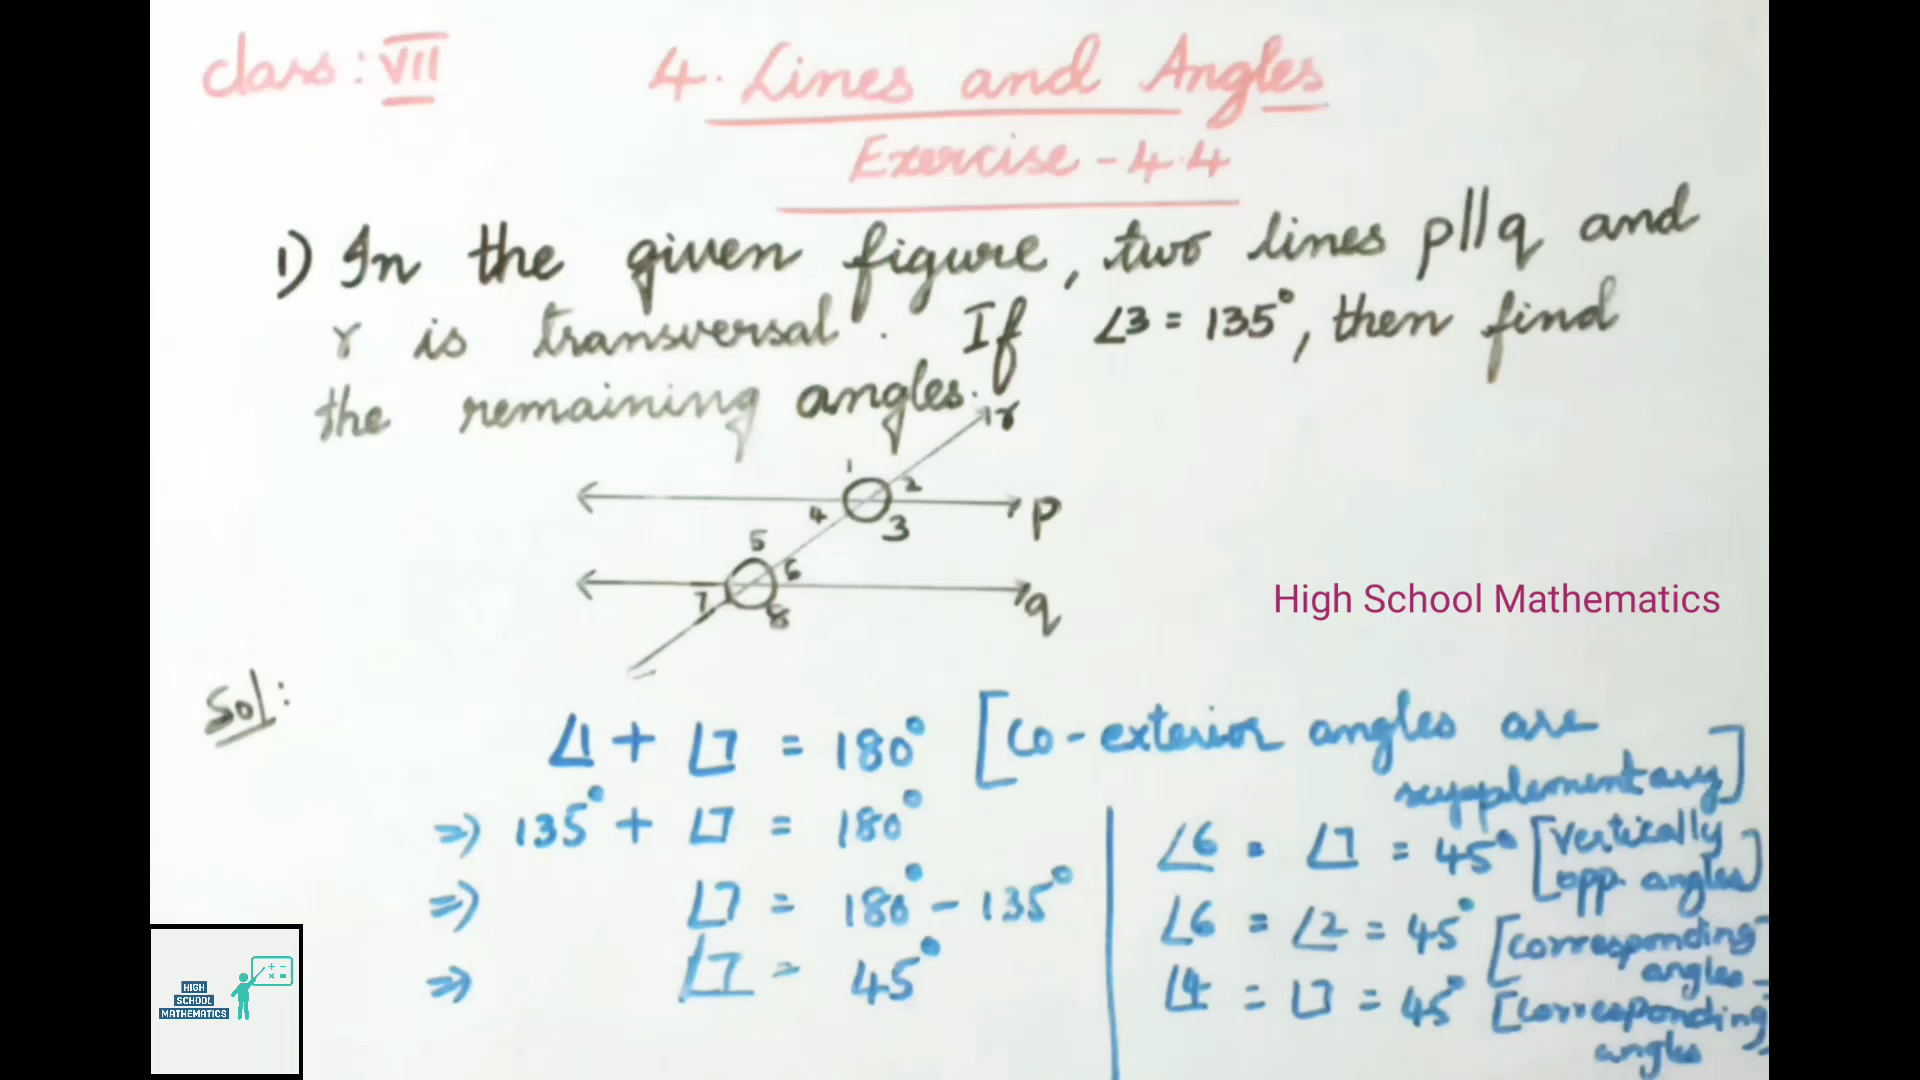 class: VII
4. Lines and Angles
Exercise - 4.4
1) In the given figure, two lines p||q and
r is transversal. If ∠3 = 135°, then find
the remaining angles.
r
1
2
4
3
p
5
6
7
8
q
High School Mathematics
Sol:
∠1 + ∠7 = 180° [Co-exterior angles are
supplementary]
⇒ 135° + ∠7 = 180°
⇒ ∠7 = 180° - 135°
⇒ ∠7 = 45°
∠6 = ∠7 = 45° [vertically
opp. angles]
∠6 = ∠2 = 45° [corresponding
angles]
∠4 = ∠7 = 45° [corresponding
angles
HIGH
SCHOOL
MATHEMATICS